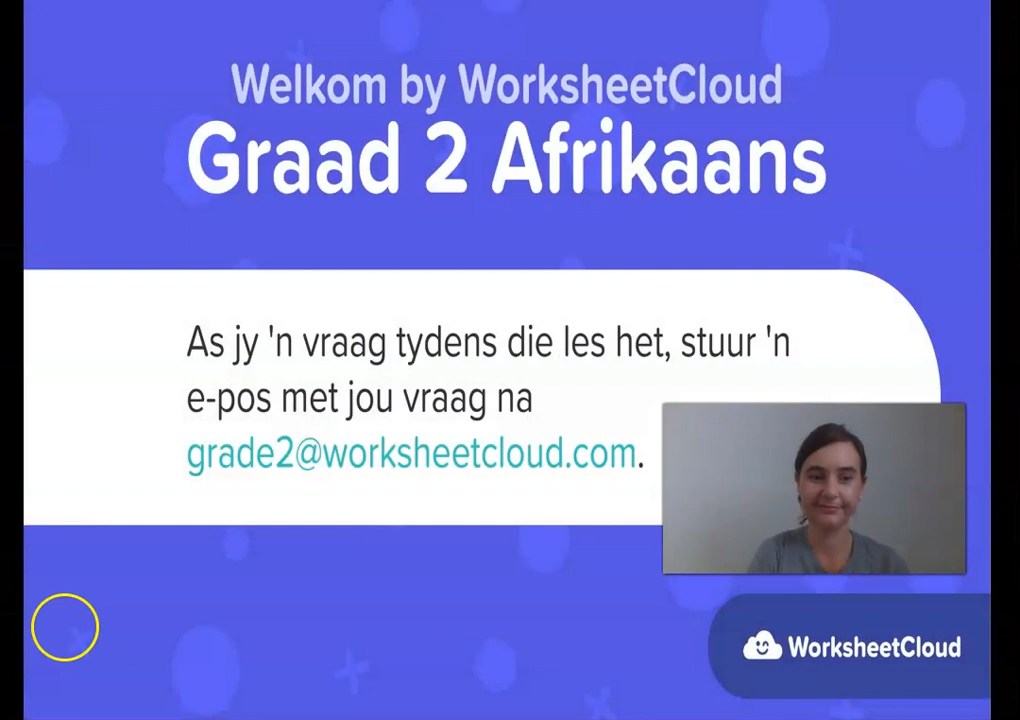 Welkom by WorksheetCloud
Graad 2 Afrikaans
As jy 'n vraag tydens die les het, stuur 'n
e-pos met jou vraag na
grade2@worksheetcloud.com.
WorksheetCloud